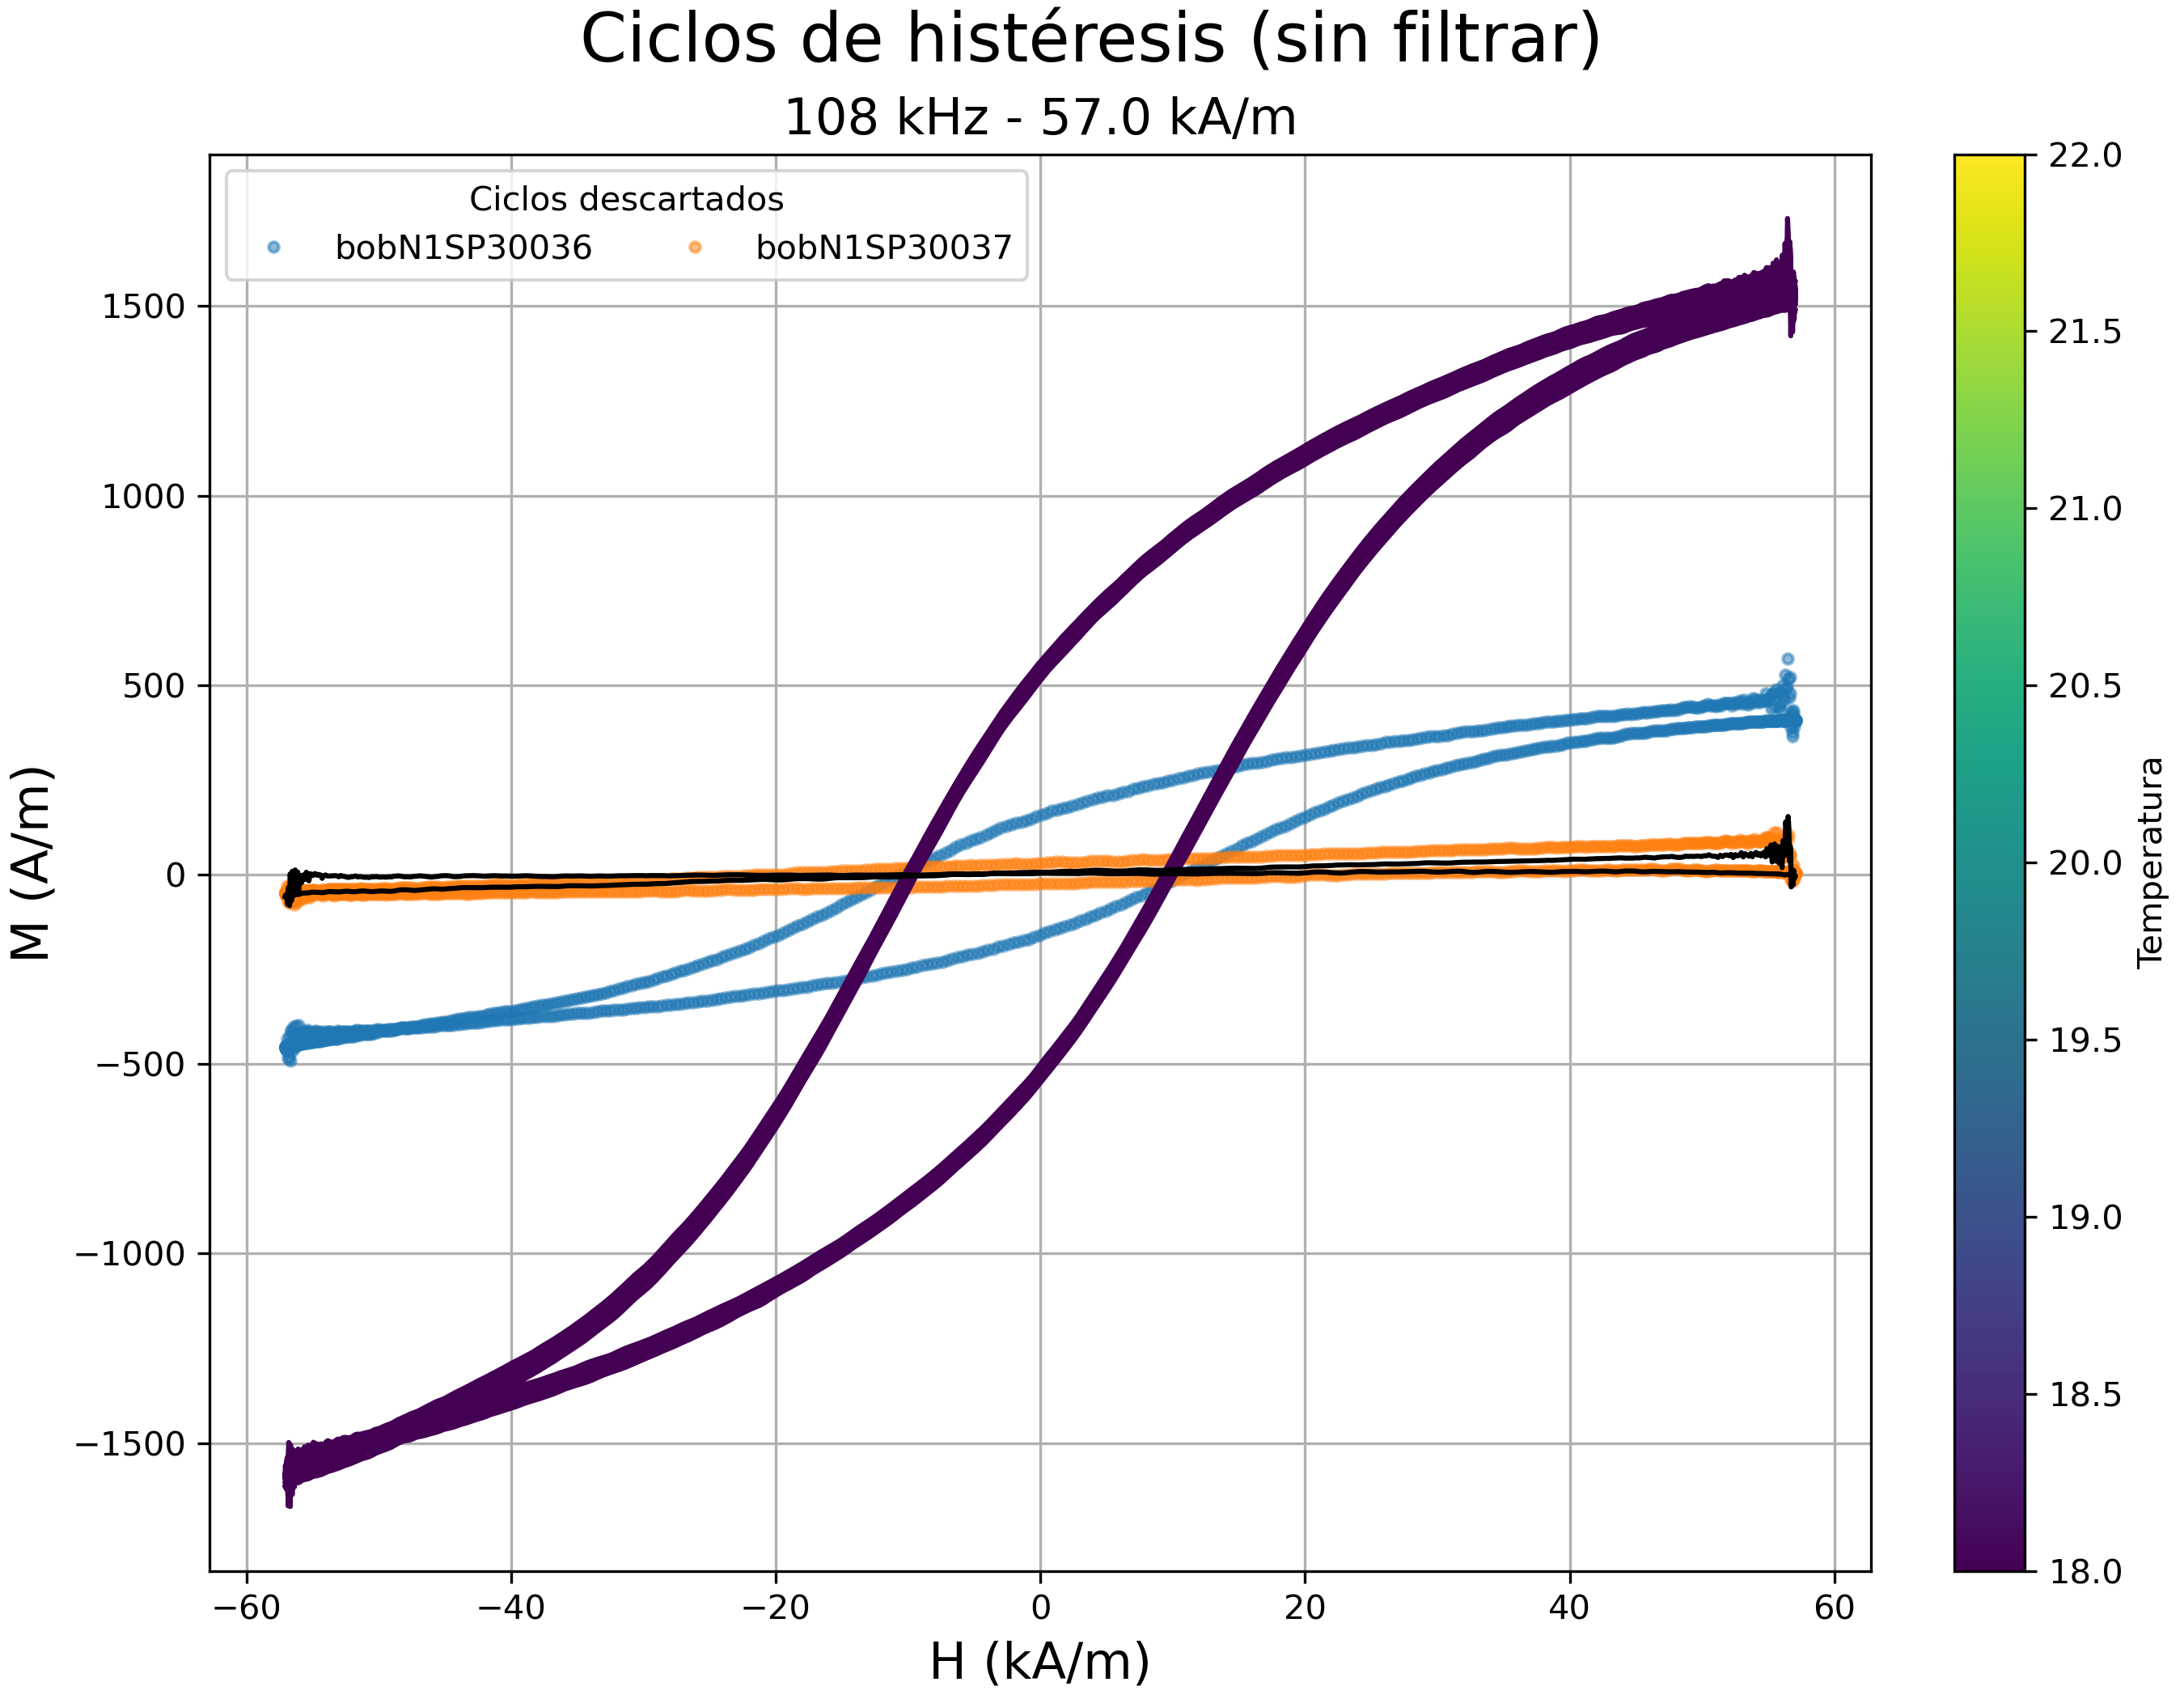 Ciclos de histéresis (sin filtrar)
108 kHz - 57.0 kA/m
Ciclos descartados
bobN1SP30036 bobN1SP30037
1500
1000
500
0
−500
−1000
−1500
M (A/m)
−60 −40 −20 0 20 40 60
H (kA/m)
22.0
21.5
21.0
20.5
20.0
19.5
19.0
18.5
18.0
Temperatura